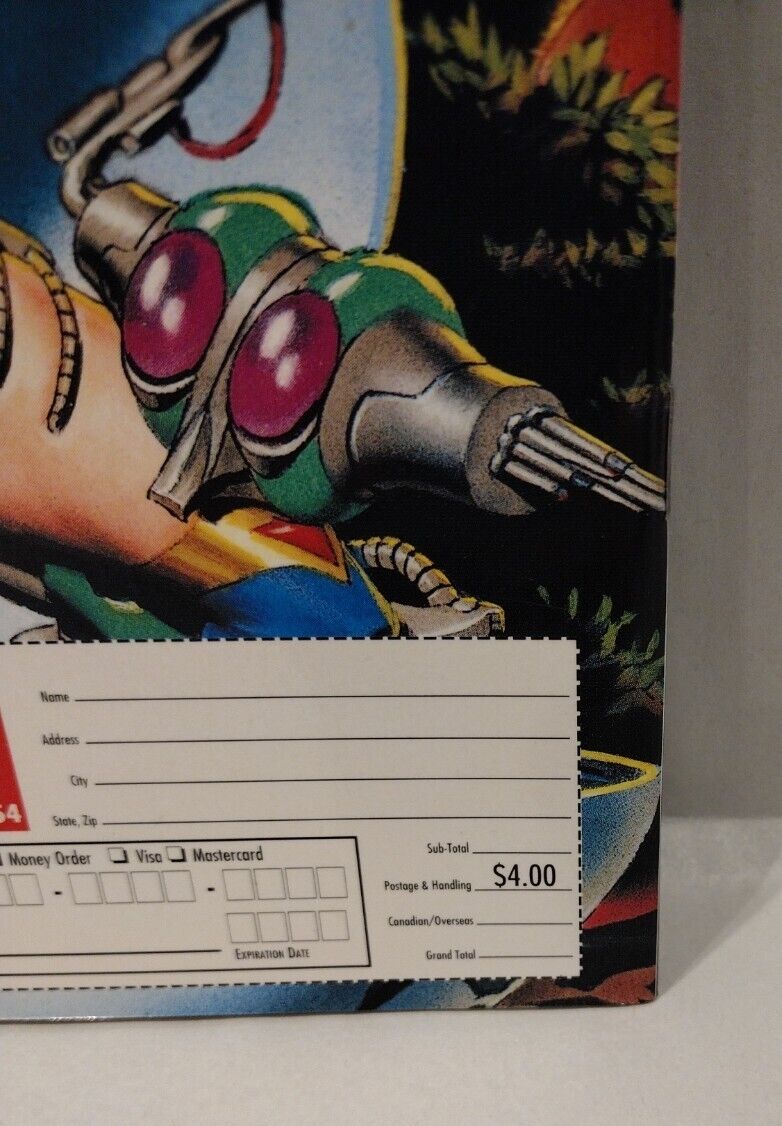 Name
Address
City
State, Zip
54
Money Order Visa Mastercard
- -
EXPIRATION DATE
Sub-Total
Postage & Handling $4.00
Canadian/Overseas
Grand Total